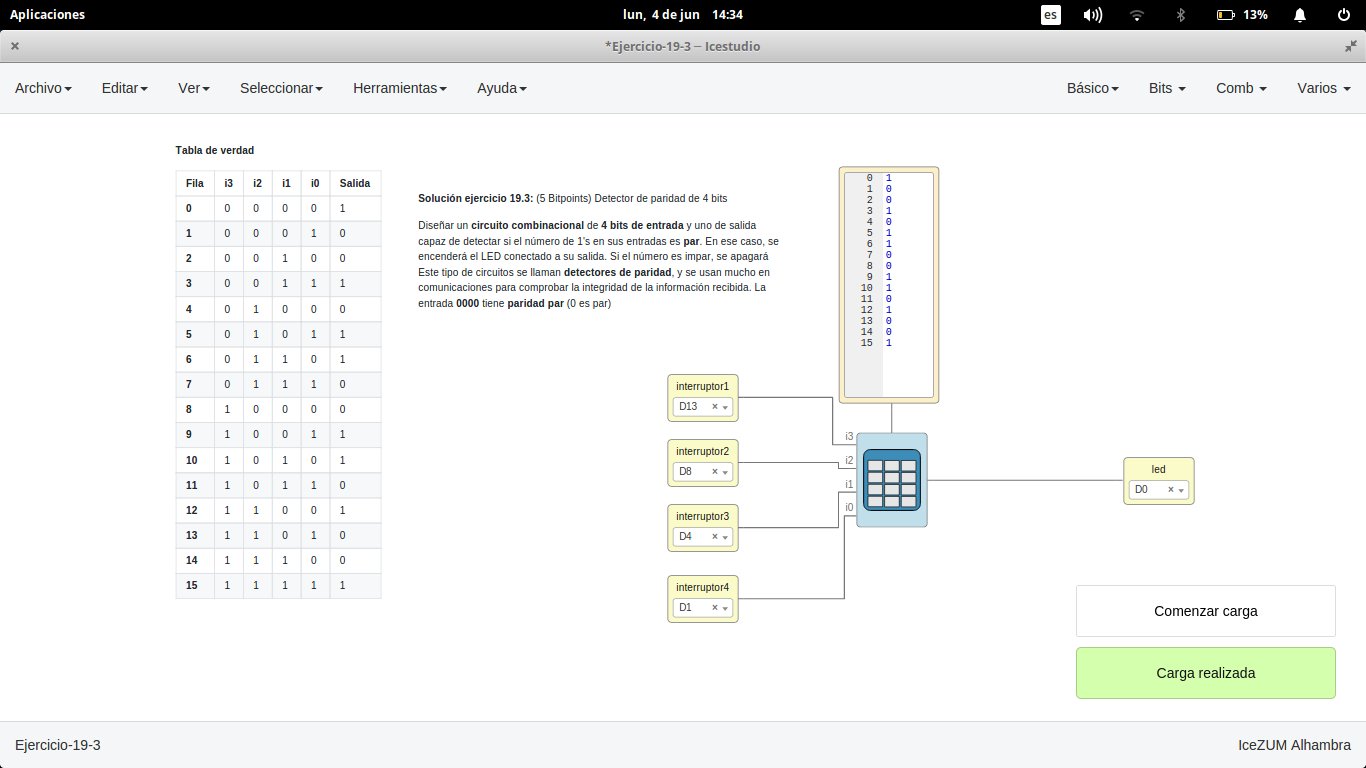 Aplicaciones
lun, 4 de jun 14:34
es
13%
*Ejercicio-19-3 – Icestudio
Archivo Editar Ver Seleccionar Herramientas Ayuda
Básico Bits Comb Varios
Tabla de verdad
Fila i3 i2 i1 i0 Salida
0 0 0 0 0 1
1 0 0 0 1 0
2 0 0 1 0 0
3 0 0 1 1 1
4 0 1 0 0 0
5 0 1 0 1 1
6 0 1 1 0 1
7 0 1 1 1 0
8 1 0 0 0 0
9 1 0 0 1 1
10 1 0 1 0 1
11 1 0 1 1 0
12 1 1 0 0 1
13 1 1 0 1 0
14 1 1 1 0 0
15 1 1 1 1 1
Solución ejercicio 19.3: (5 Bitpoints) Detector de paridad de 4 bits
Diseñar un circuito combinacional de 4 bits de entrada y uno de salida
capaz de detectar si el número de 1's en sus entradas es par. En ese caso, se
encenderá el LED conectado a su salida. Si el número es impar, se apagará
Este tipo de circuitos se llaman detectores de paridad, y se usan mucho en
comunicaciones para comprobar la integridad de la información recibida. La
entrada 0000 tiene paridad par (0 es par)
0 1
1 0
2 0
3 1
4 0
5 1
6 1
7 0
8 0
9 1
10 1
11 0
12 1
13 0
14 0
15 1
interruptor1
D13
interruptor2
D8
interruptor3
D4
interruptor4
D1
i3
i2
i1
i0
led
D0
Comenzar carga
Carga realizada
Ejercicio-19-3
IceZUM Alhambra